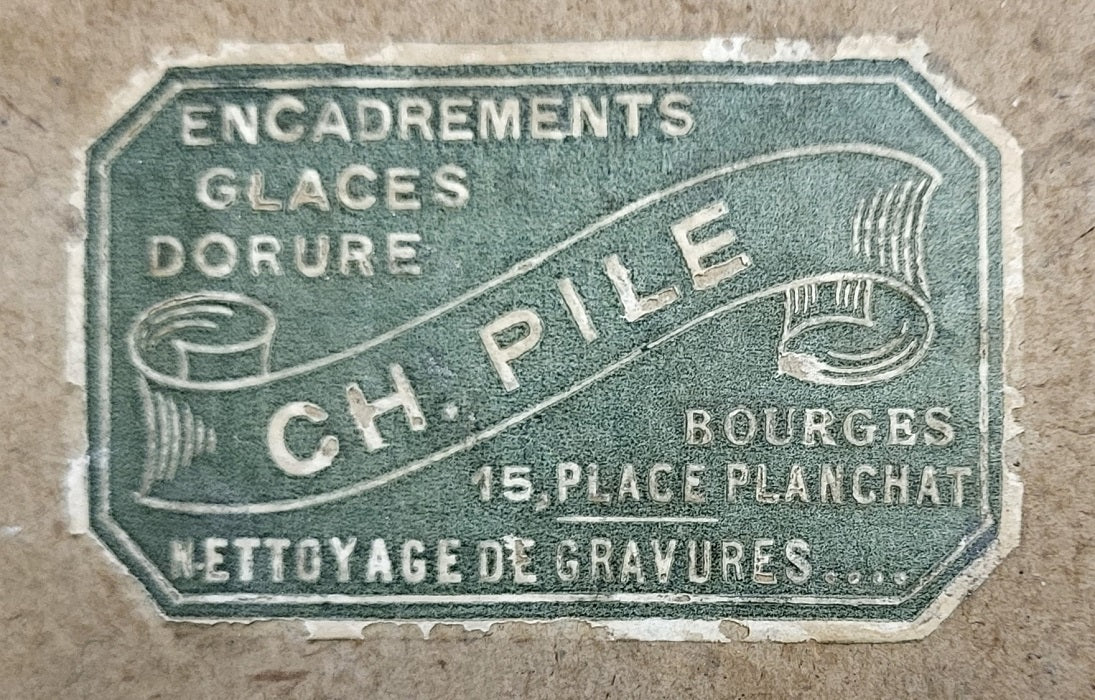 ENCADREMENTS
GLACES
DORURE
CH. PILE
BOURGES
15, PLACE PLANCHAT
NETTOYAGE DE GRAVURES....